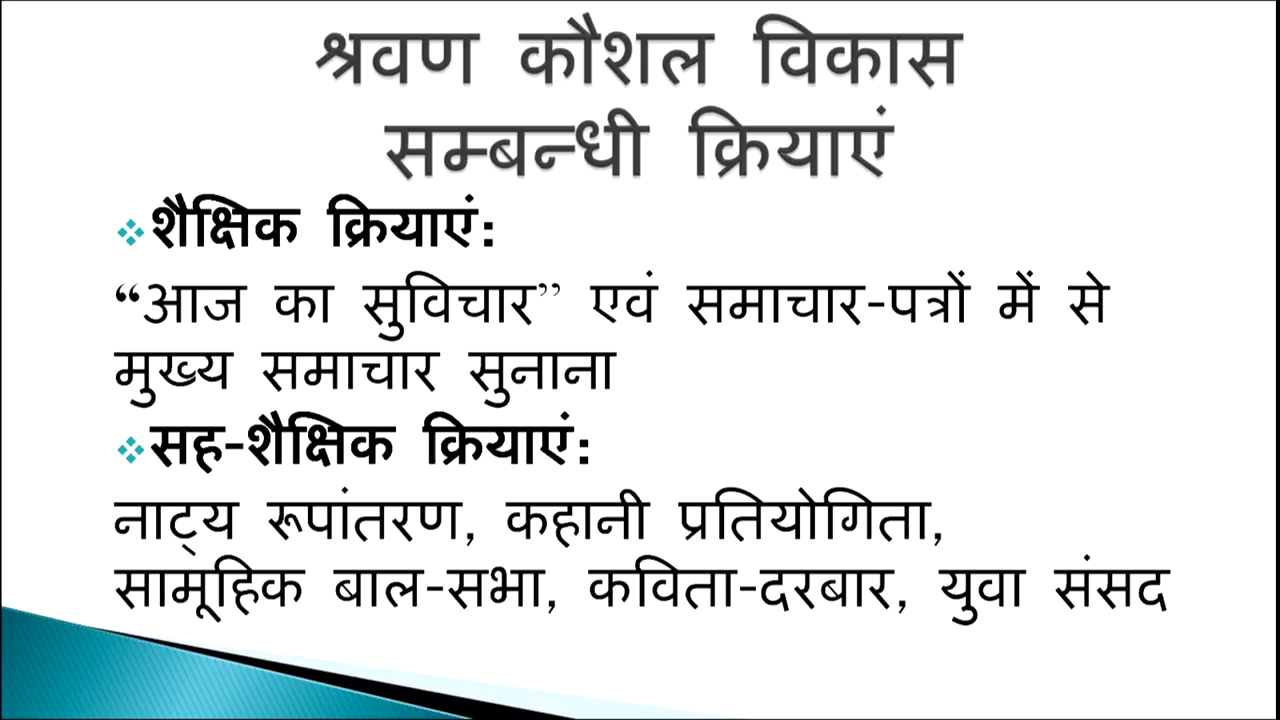 श्रवण कौशल विकास
सम्बन्धी क्रियाएं
शैक्षिक क्रियाएं:
“आज का सुविचार” एवं समाचार-पत्रों में से
मुख्य समाचार सुनाना
सह-शैक्षिक क्रियाएं:
नाट्य रूपांतरण, कहानी प्रतियोगिता,
सामूहिक बाल-सभा, कविता-दरबार, युवा संसद